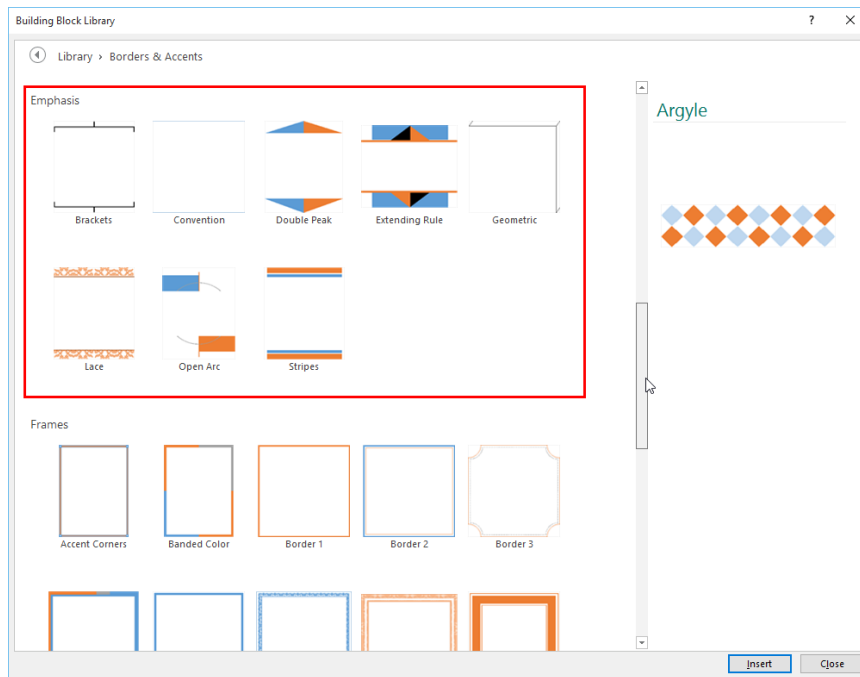 Building Block Library
? ×
Library › Borders & Accents
Emphasis
Brackets Convention Double Peak Extending Rule Geometric
Lace Open Arc Stripes
Frames
Accent Corners Banded Color Border 1 Border 2 Border 3
Argyle
Insert Close